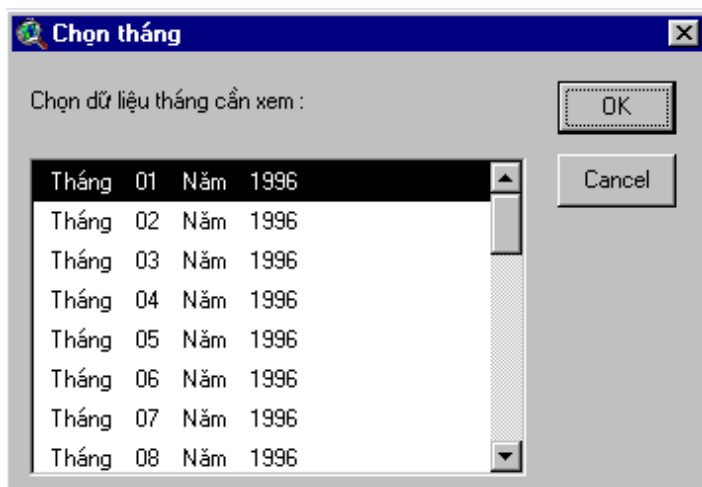 Chọn tháng
Chọn dữ liệu tháng cần xem :
OK
Cancel
Tháng 01 Năm 1996
Tháng 02 Năm 1996
Tháng 03 Năm 1996
Tháng 04 Năm 1996
Tháng 05 Năm 1996
Tháng 06 Năm 1996
Tháng 07 Năm 1996
Tháng 08 Năm 1996